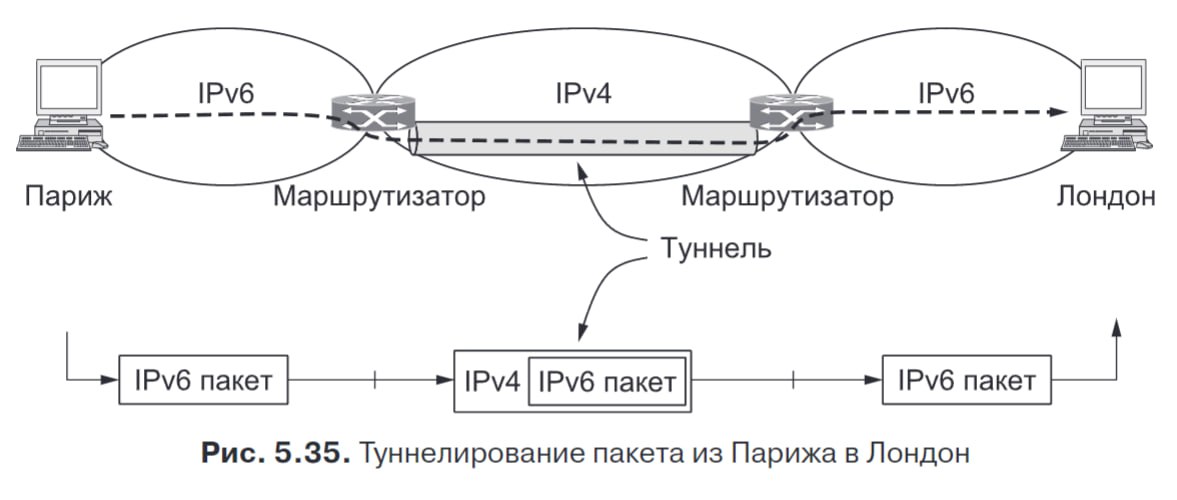 IPv6
IPv4
IPv6
Париж
Маршрутизатор
Маршрутизатор
Лондон
Туннель
IPv6 пакет
IPv4
IPv6 пакет
IPv6 пакет
Рис. 5.35. Туннелирование пакета из Парижа в Лондон